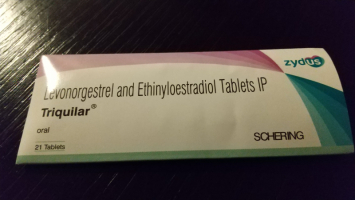 zydus
Levonorgestrel and Ethinyloestradiol Tablets IP
Triquilar®
oral
21 Tablets
SCHERING